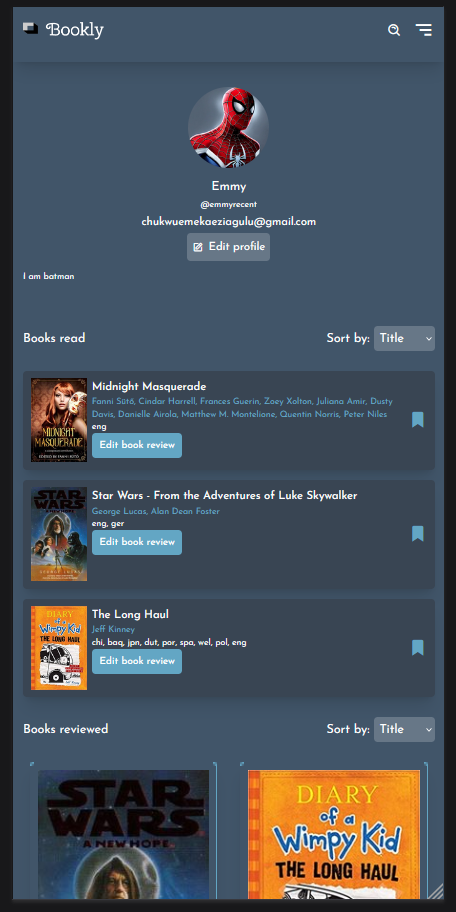 Bookly
Emmy
@emmyrecent
chukwuemekaeziagulu@gmail.com
Edit profile
I am batman
Books read
Sort by: Title
MIDNIGHT
MASQUERADE
EDITED BY FANNI SÜTŐ
Midnight Masquerade
Fanni Sütő, Cindar Harrell, Frances Guerin, Zoey Xolton, Juliana Amir, Dusty
Davis, Danielle Airola, Matthew M. Montelione, Quentin Norris, Peter Niles
eng
Edit book review
STAR
WARS
Star Wars - From the Adventures of Luke Skywalker
George Lucas, Alan Dean Foster
eng, ger
Edit book review
DIARY
of a
Wimpy Kid
THE LONG HAUL
The Long Haul
Jeff Kinney
chi, baq, jpn, dut, por, spa, wel, pol, eng
Edit book review
Books reviewed
Sort by: Title
STAR
WARS
A NEW HOPE
DIARY
of a
Wimpy Kid
THE LONG HAUL